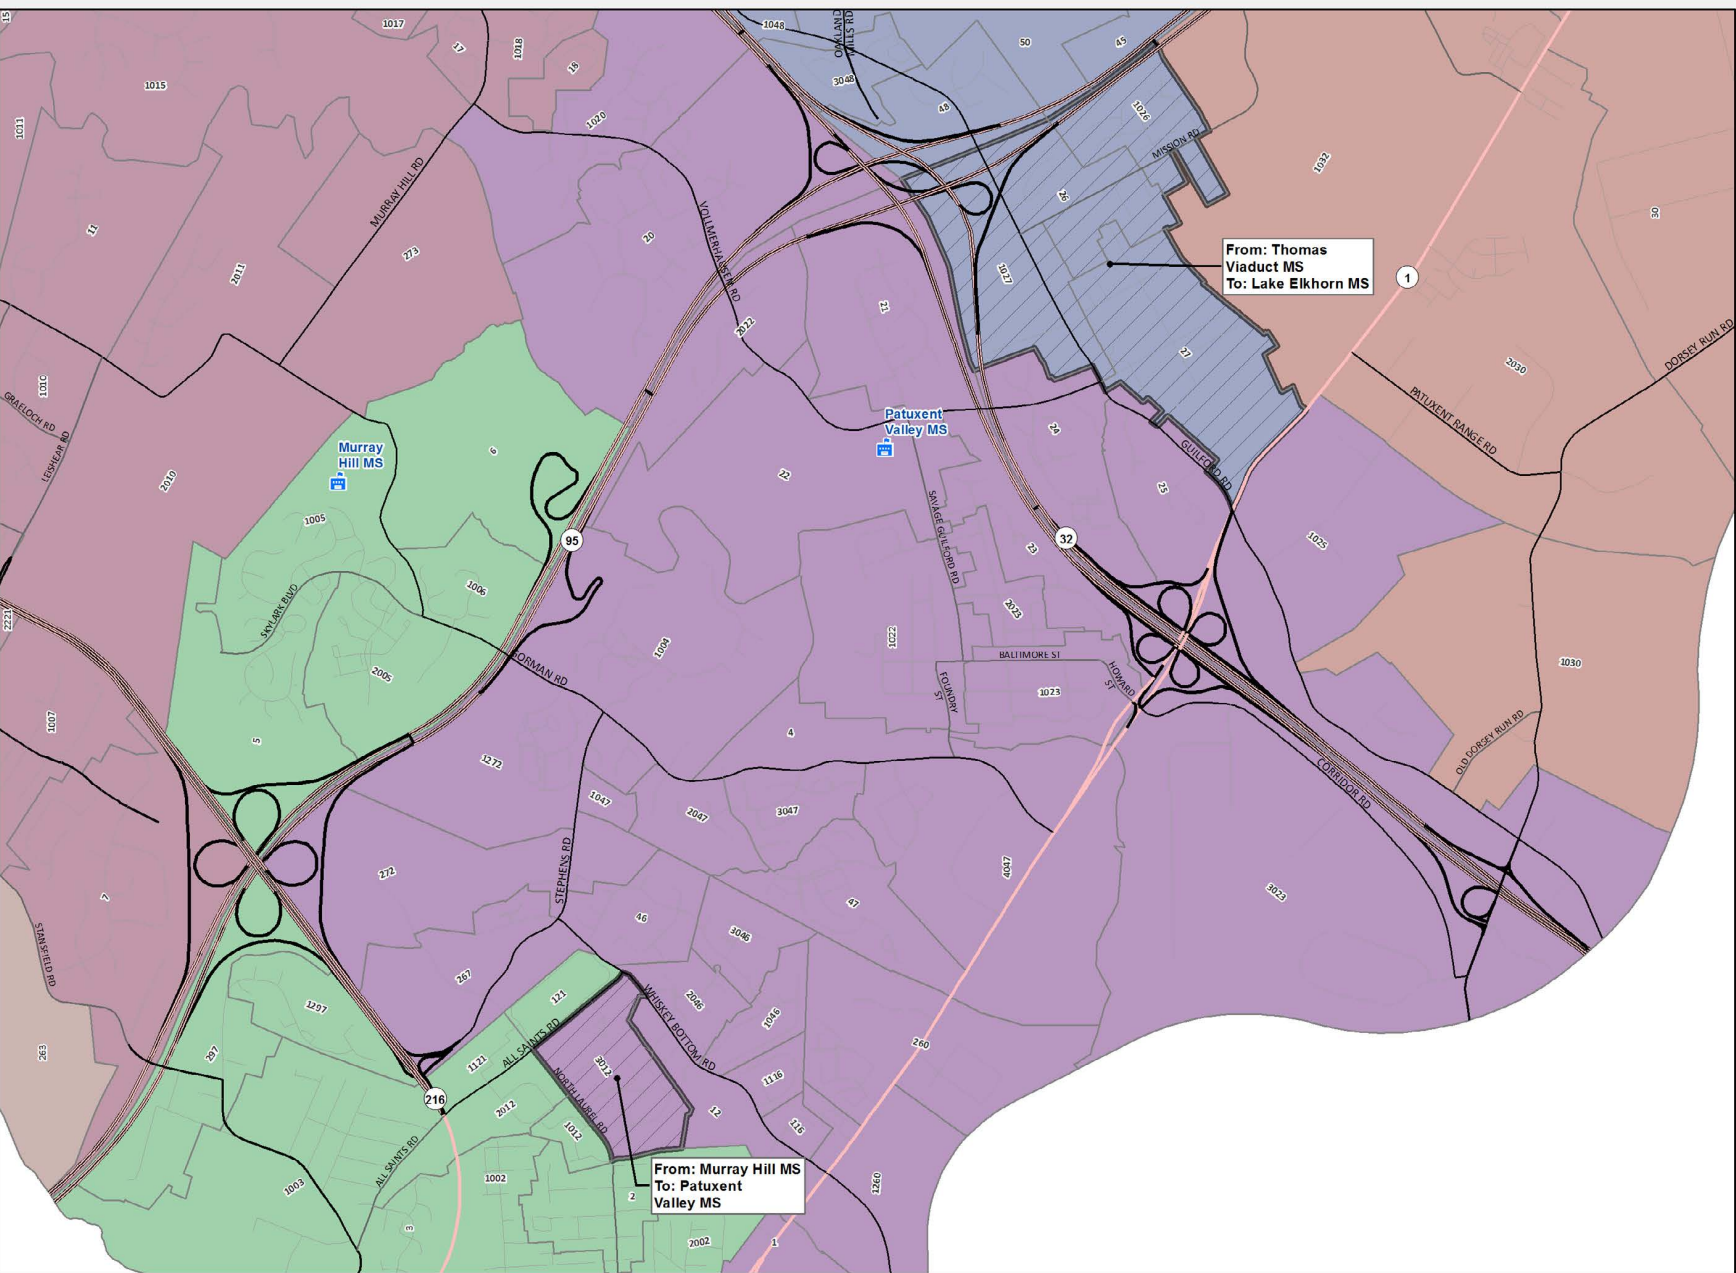 15
1017
17
1018
18
1048
OAKLAND
MILLS RD
50
45
3048
48
1015
1011
1020
1026
MISSION RD
1032
MURRAY HILL RD
26
30
11
2011
273
20
VOLLMERHAUSEN RD
21
1027
From: Thomas
Viaduct MS
To: Lake Elkhorn MS
1
2022
27
2030
DORSEY RUN RD
PATUXENT RANGE RD
1010
GRAELOCH RD
LEISHEAR RD
2010
Murray
Hill MS
6
Patuxent
Valley MS
24
GUILFORD RD
22
25
1005
95
SAVAGE GUILFORD RD
23
32
1025
SKYLARK BLVD
1006
2023
2221
1004
1022
BALTIMORE ST
GORMAN RD
2005
FOUNDRY
ST
1023
HOWARD
ST
1030
1007
5
4
OLD DORSEY RUN RD
1272
CORRIDOR RD
1047
2047
3047
STEPHENS RD
272
4047
3023
7
46
47
3046
STANSFIELD RD
267
121
2046
WHISKEY BOTTOM RD
1046
1297
297
263
ALL SAINTS RD
1121
3012
260
216
2012
NORTH LAUREL RD
1012
1116
12
116
ALL SAINTS RD
1003
1002
2
From: Murray Hill MS
To: Patuxent
Valley MS
1260
3
2002
1